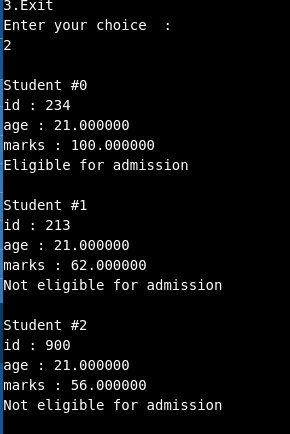 3.Exit
Enter your choice  :
2
Student #0
id : 234
age : 21.000000
marks : 100.000000
Eligible for admission
Student #1
id : 213
age : 21.000000
marks : 62.000000
Not eligible for admission
Student #2
id : 900
age : 21.000000
marks : 56.000000
Not eligible for admission